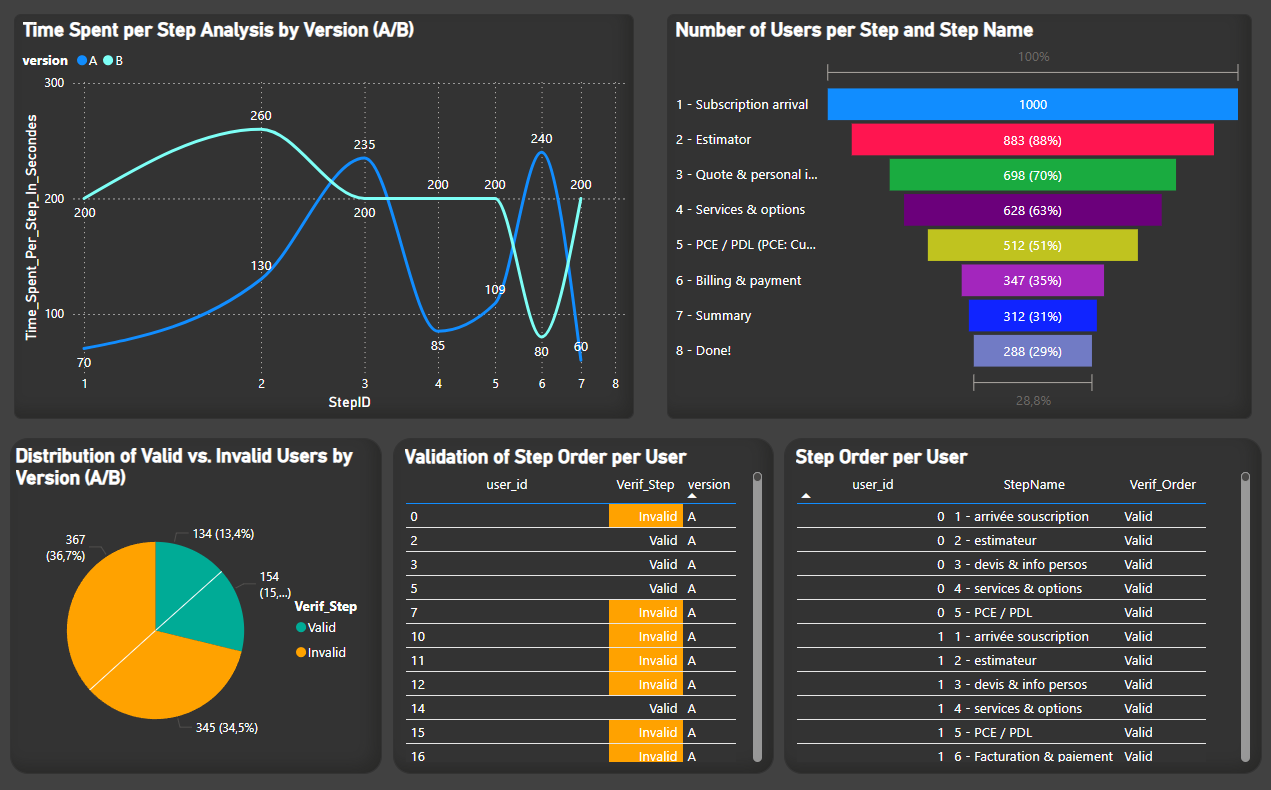 Time Spent per Step Analysis by Version (A/B)
version A B
Time_Spent_Per_Step_In_Secondes
300
200
100
200
260
235
200
200
200
240
200
70
130
85
109
80
60
1 2 3 4 5 6 7 8
StepID
Number of Users per Step and Step Name
100%
1 - Subscription arrival 1000
2 - Estimator 883 (88%)
3 - Quote & personal i... 698 (70%)
4 - Services & options 628 (63%)
5 - PCE / PDL (PCE: Cu... 512 (51%)
6 - Billing & payment 347 (35%)
7 - Summary 312 (31%)
8 - Done! 288 (29%)
28,8%
Distribution of Valid vs. Invalid Users by
Version (A/B)
367
(36,7%)
134 (13,4%)
154
(15,...)
345 (34,5%)
Verif_Step
Valid
Invalid
Validation of Step Order per User
user_id Verif_Step version
0 Invalid A
2 Valid A
3 Valid A
5 Valid A
7 Invalid A
10 Invalid A
11 Invalid A
12 Invalid A
14 Valid A
15 Invalid A
16 Invalid A
Step Order per User
user_id StepName Verif_Order
0 1 - arrivée souscription Valid
0 2 - estimateur Valid
0 3 - devis & info persos Valid
0 4 - services & options Valid
0 5 - PCE / PDL Valid
1 1 - arrivée souscription Valid
1 2 - estimateur Valid
1 3 - devis & info persos Valid
1 4 - services & options Valid
1 5 - PCE / PDL Valid
1 6 - Facturation & paiement Valid